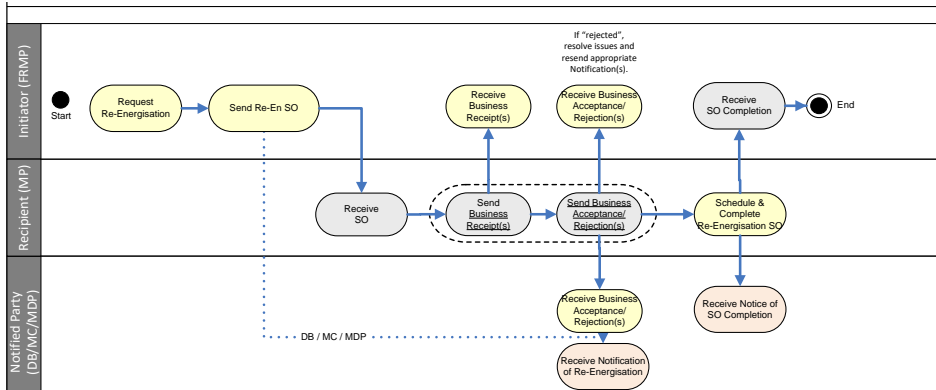 Initiator (FRMP)
Start
Request
Re-Energisation
Send Re-En SO
Receive
Business
Receipt(s)
If “rejected”,
resolve issues and
resend appropriate
Notification(s).
Receive Business
Acceptance/
Rejection(s)
Receive
SO Completion
End
Recipient (MP)
Receive
SO
Send
Business
Receipt(s)
Send Business
Acceptance/
Rejection(s)
Schedule &
Complete
Re-Energisation SO
Notified Party
(DB/MC/MDP)
DB / MC / MDP
Receive Business
Acceptance/
Rejection(s)
Receive Notification
of Re-Energisation
Receive Notice of
SO Completion